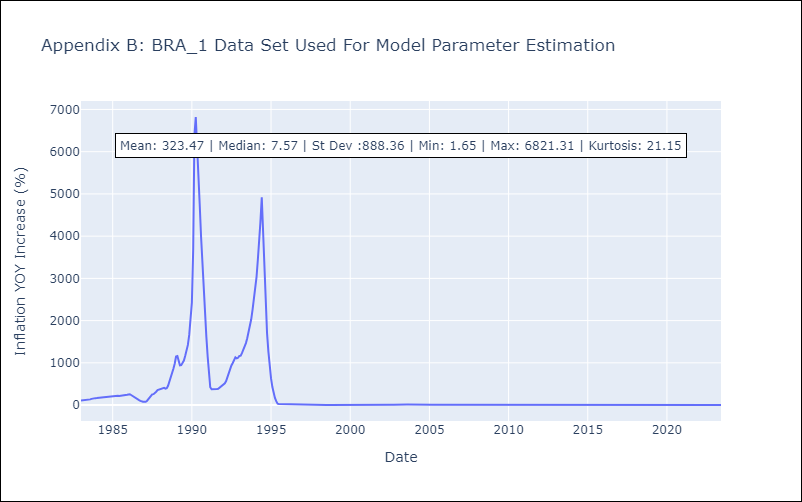 Appendix B: BRA_1 Data Set Used For Model Parameter Estimation
7000
Mean: 323.47 | Median: 7.57 | St Dev :888.36 | Min: 1.65 | Max: 6821.31 | Kurtosis: 21.15
6000
5000
4000
3000
2000
1000
0
Inflation YOY Increase (%)
1985 1990 1995 2000 2005 2010 2015 2020
Date